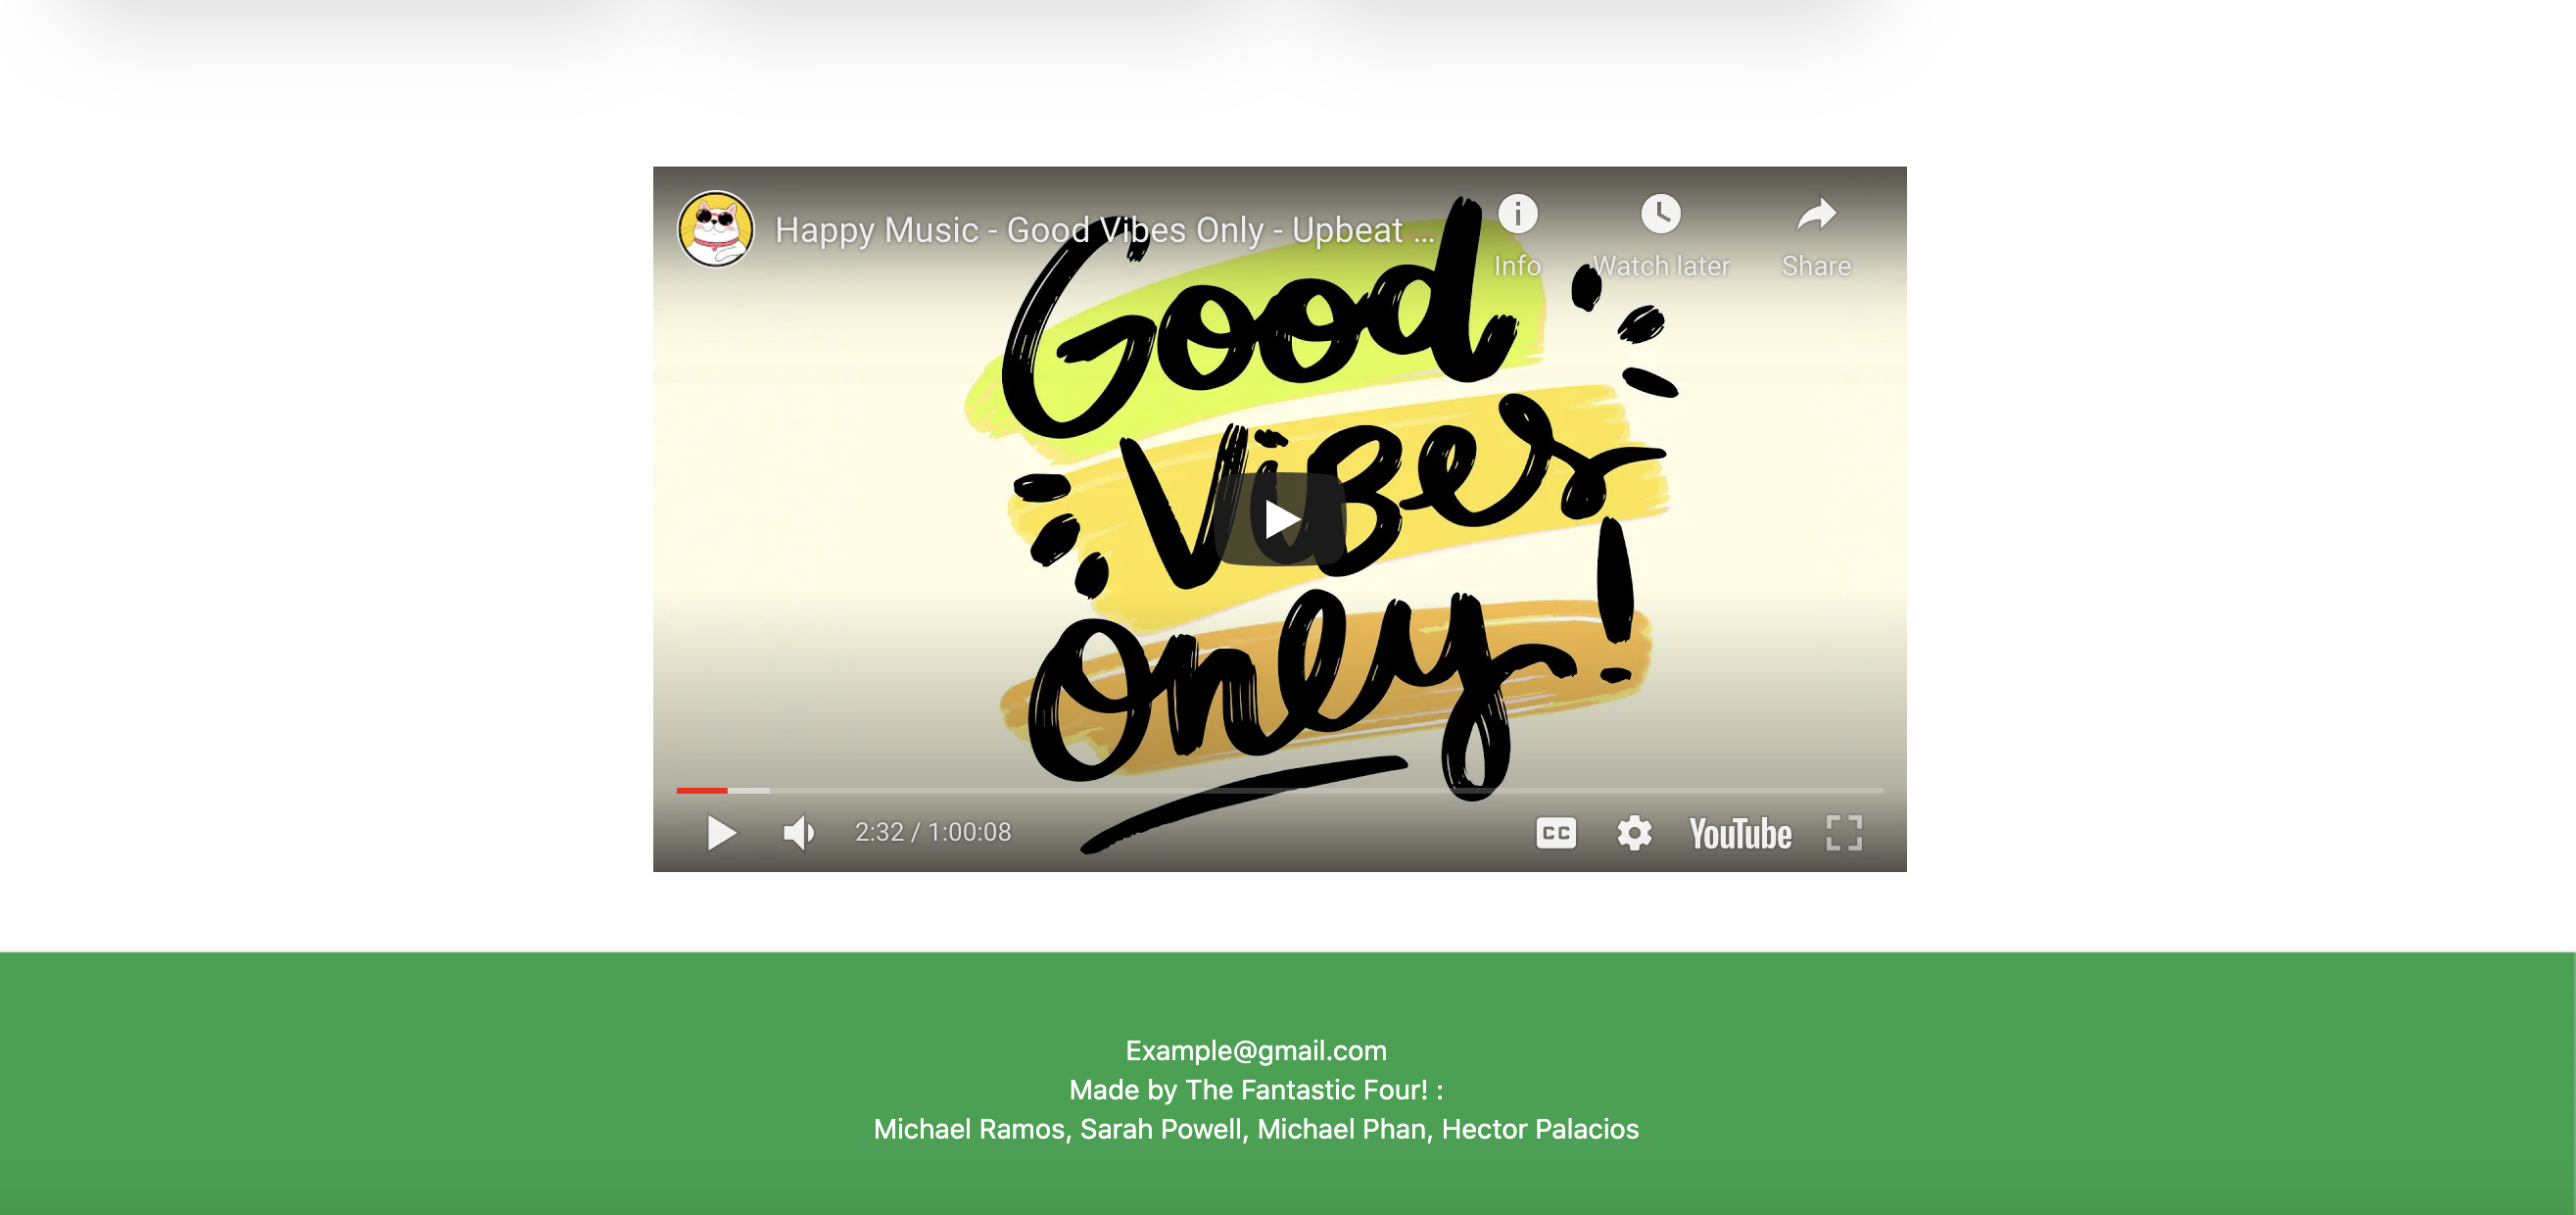 Happy Music - Good Vibes Only - Upbeat ...
Info
Watch later
Share
Good
Vibes
only!
2:32 / 1:00:08
CC
YouTube
Example@gmail.com
Made by The Fantastic Four! :
Michael Ramos, Sarah Powell, Michael Phan, Hector Palacios